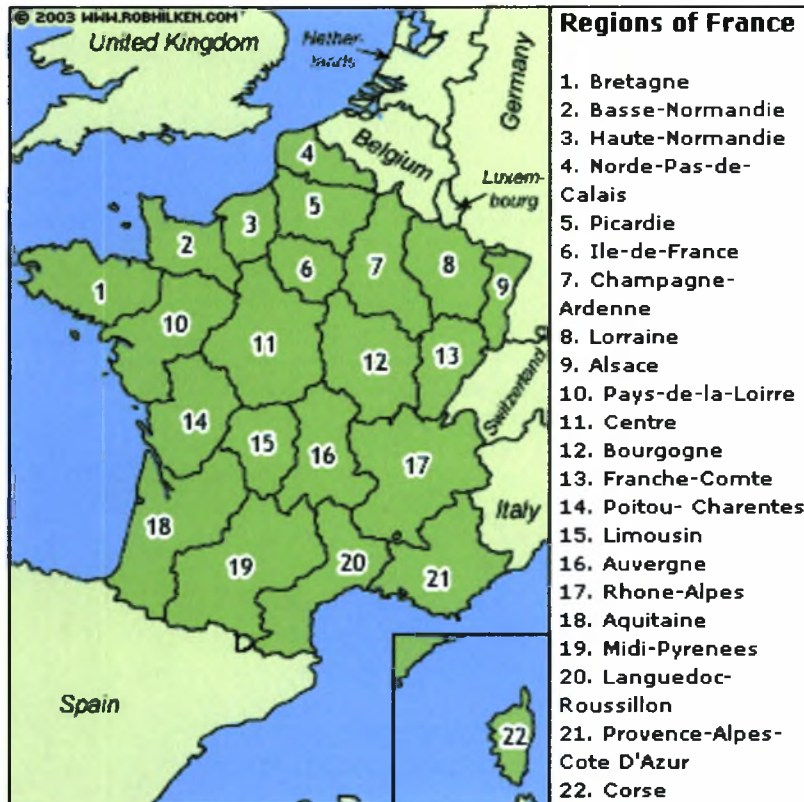 © 2003 WWW.ROBHILKEN.COM
United Kingdom
Nether-
lands
Germany
Belgium
Luxem-
bourg
Switzerland
Italy
Spain
1
2
3
4
5
6
7
8
9
10
11
12
13
14
15
16
17
18
19
20
21
22
Regions of France
1. Bretagne
2. Basse-Normandie
3. Haute-Normandie
4. Norde-Pas-de-
Calais
5. Picardie
6. Ile-de-France
7. Champagne-
Ardenne
8. Lorraine
9. Alsace
10. Pays-de-la-Loirre
11. Centre
12. Bourgogne
13. Franche-Comte
14. Poitou- Charentes
15. Limousin
16. Auvergne
17. Rhone-Alpes
18. Aquitaine
19. Midi-Pyrenees
20. Languedoc-
Roussillon
21. Provence-Alpes-
Cote D'Azur
22. Corse